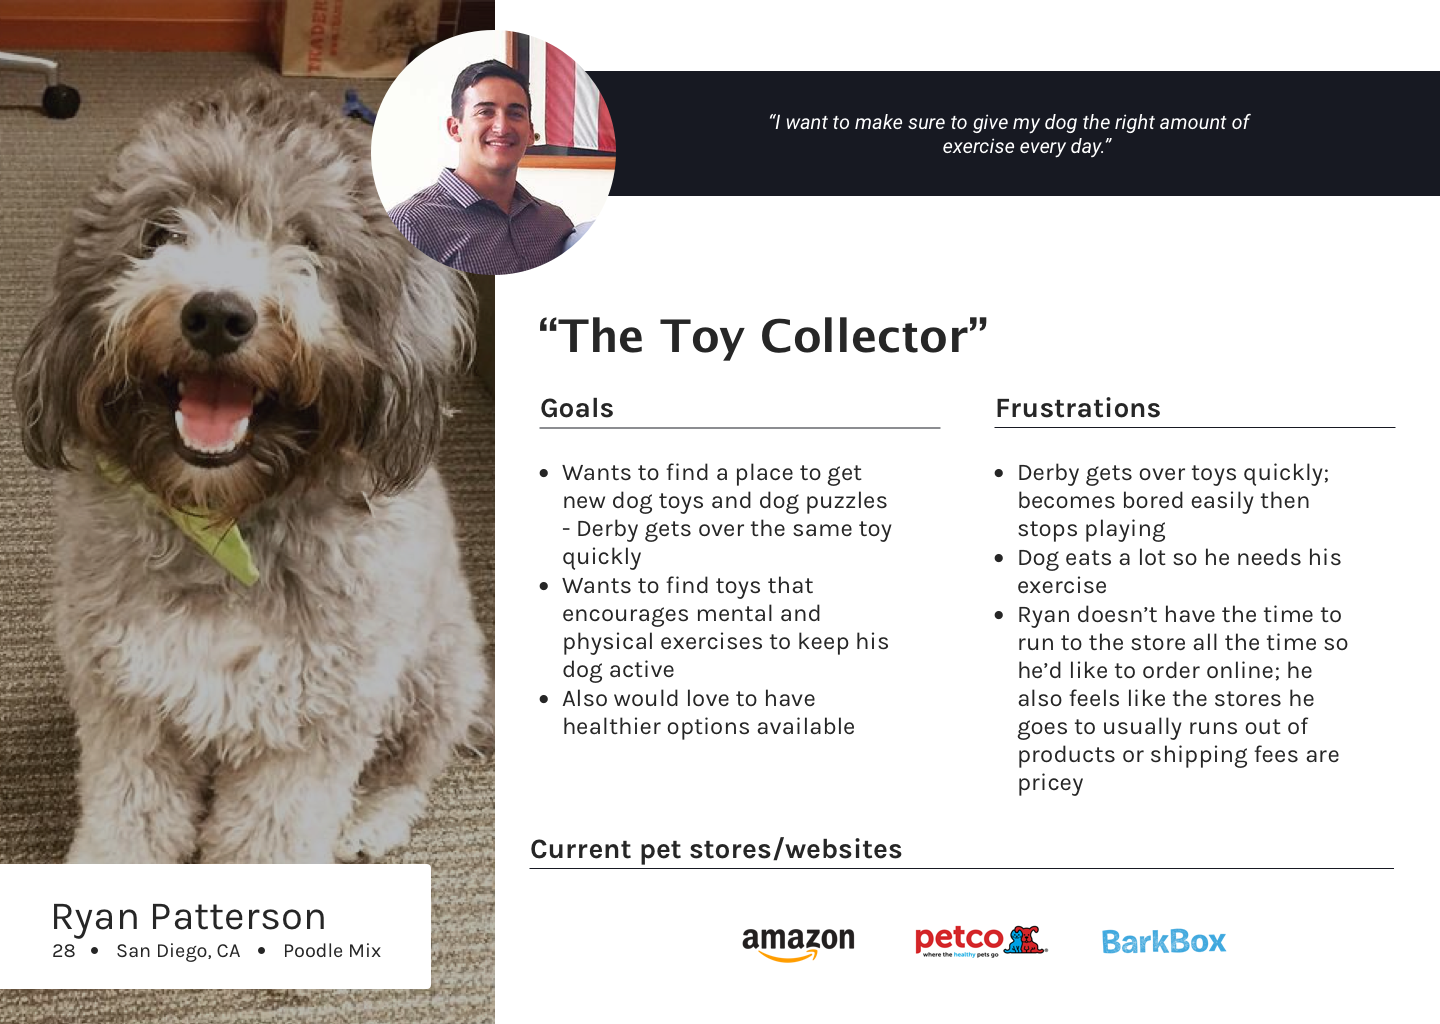 TRADER
“I want to make sure to give my dog the right amount of
exercise every day.”
“The Toy Collector”
Goals
• Wants to find a place to get
new dog toys and dog puzzles
- Derby gets over the same toy
quickly
• Wants to find toys that
encourages mental and
physical exercises to keep his
dog active
• Also would love to have
healthier options available
Frustrations
• Derby gets over toys quickly;
becomes bored easily then
stops playing
• Dog eats a lot so he needs his
exercise
• Ryan doesn’t have the time to
run to the store all the time so
he’d like to order online; he
also feels like the stores he
goes to usually runs out of
products or shipping fees are
pricey
Current pet stores/websites
amazon
petco
where the healthy pets go
BarkBox
Ryan Patterson
28 • San Diego, CA • Poodle Mix